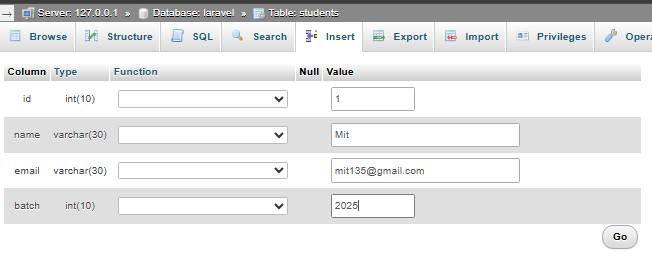 Server: 127.0.0.1 » Database: laravel » Table: students
Browse Structure SQL Search Insert Export Import Privileges Opera
Column Type Function Null Value
id int(10) 1
name varchar(30) Mit
email varchar(30) mit135@gmail.com
batch int(10) 2025
Go